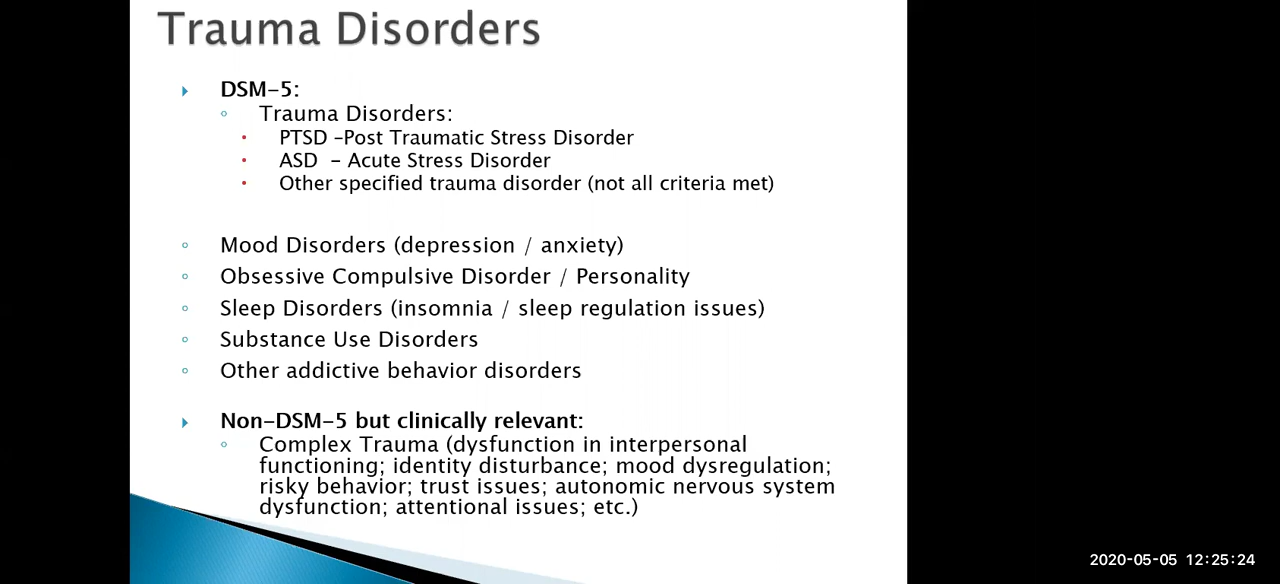 Trauma Disorders
DSM-5:
Trauma Disorders:
PTSD -Post Traumatic Stress Disorder
ASD - Acute Stress Disorder
Other specified trauma disorder (not all criteria met)
Mood Disorders (depression / anxiety)
Obsessive Compulsive Disorder / Personality
Sleep Disorders (insomnia / sleep regulation issues)
Substance Use Disorders
Other addictive behavior disorders
Non-DSM-5 but clinically relevant:
Complex Trauma (dysfunction in interpersonal
functioning; identity disturbance; mood dysregulation;
risky behavior; trust issues; autonomic nervous system
dysfunction; attentional issues; etc.)
2020-05-05 12:25:24